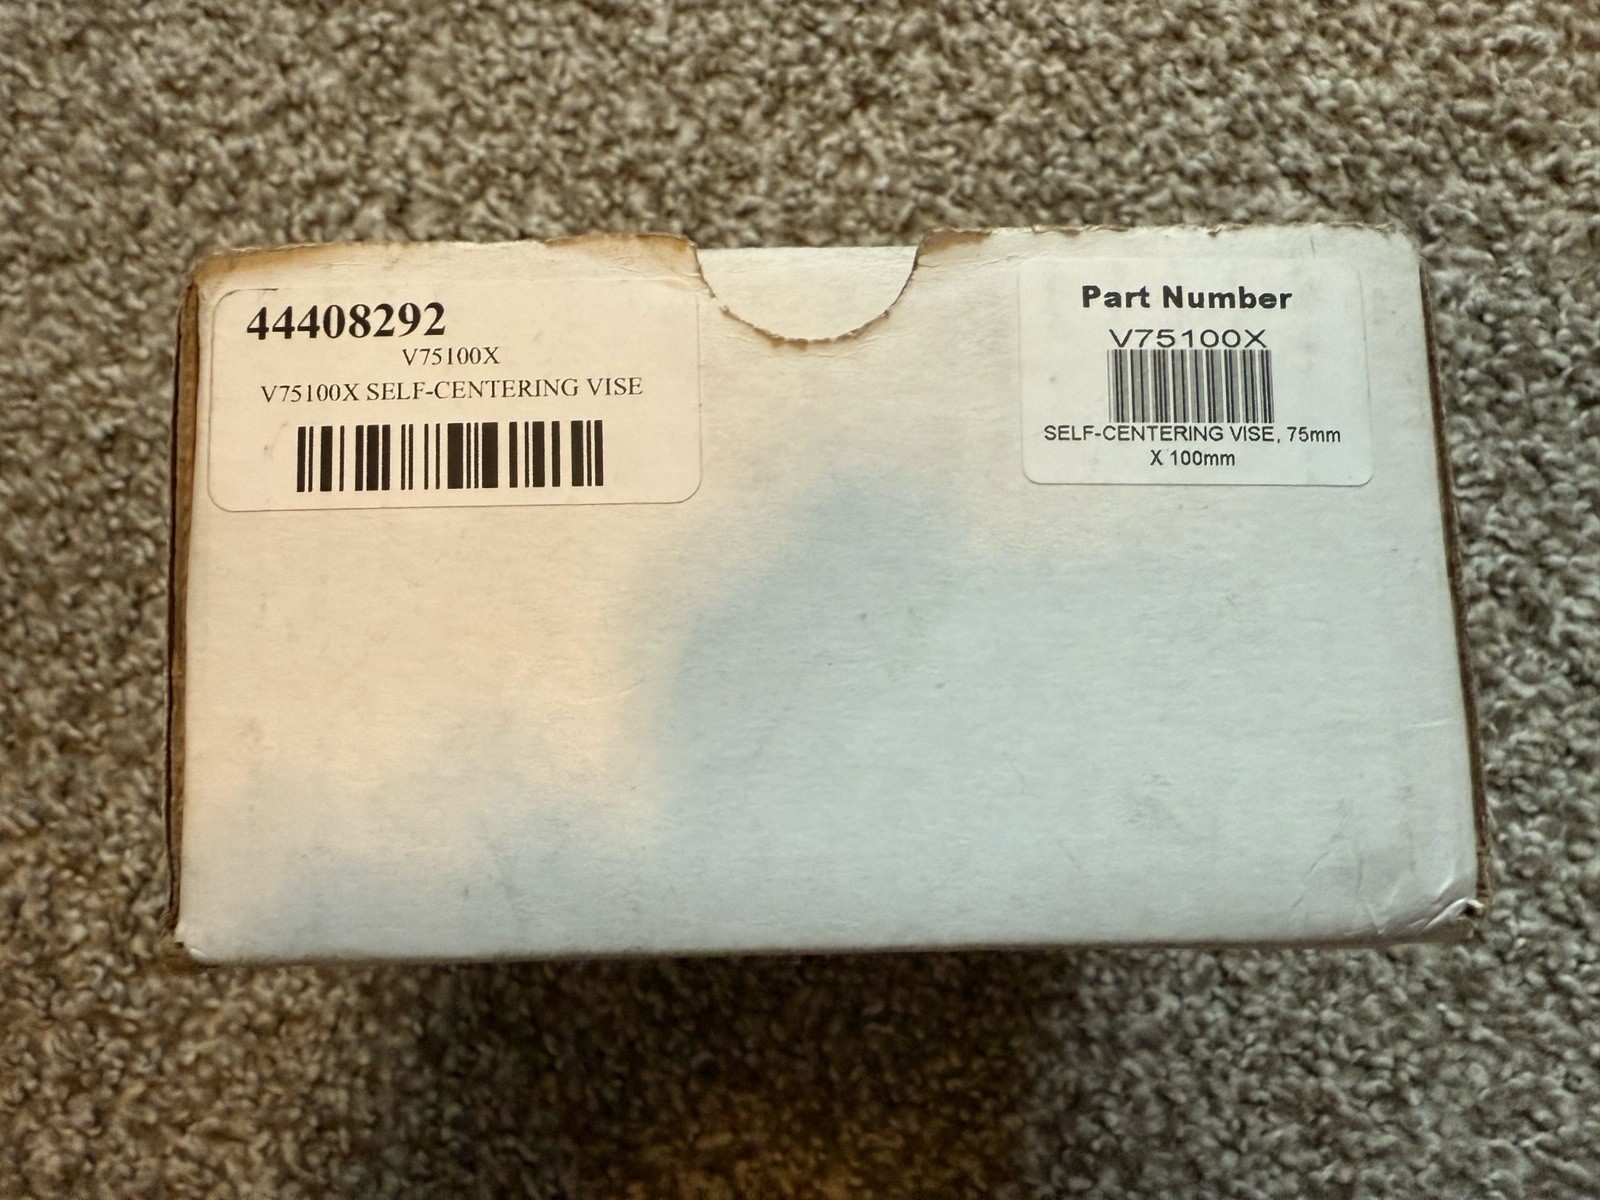 44408292
V75100X
V75100X SELF-CENTERING VISE
Part Number
V75100X
SELF-CENTERING VISE, 75mm
X 100mm